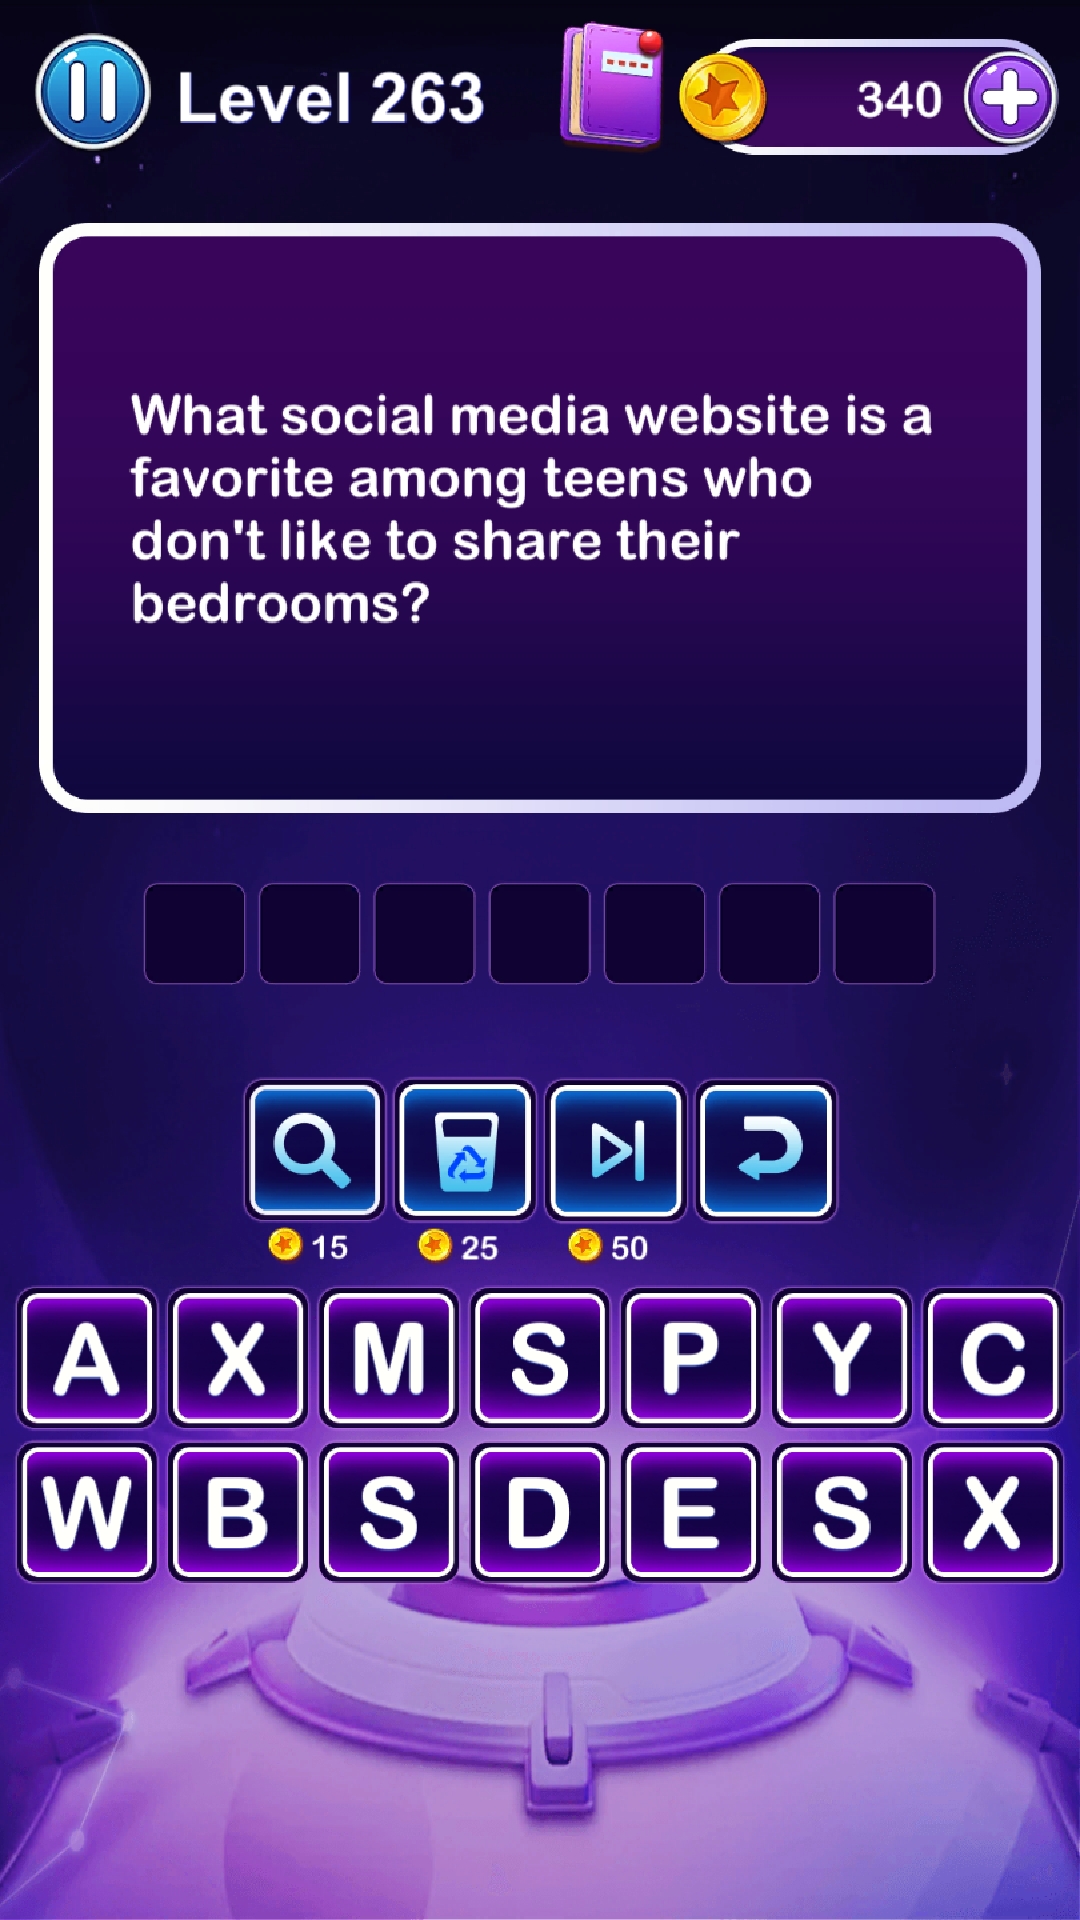 Level 263
340
What social media website is a
favorite among teens who
don't like to share their
bedrooms?
15 25 50
A X M S P Y C
W B S D E S X